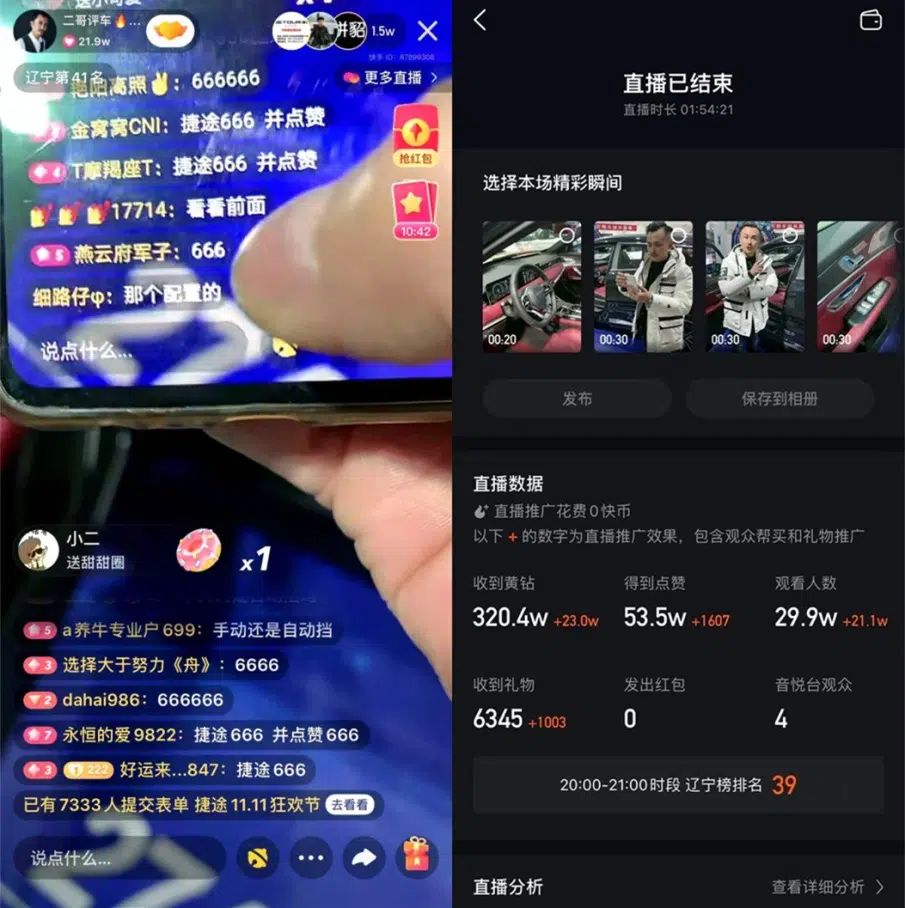 送小可爱
二哥评车🔥...
21.9w
1.5w
快手 ID: 87899308
辽宁第41名
更多直播 >
艳阳高照✌: 666666
金窝窝CNI: 捷途666 并点赞
抢红包
4 T摩羯座T: 捷途666 并点赞
17714: 看看前面
10:42
5 燕云府军子: 666
细路仔φ: 那个配置的
说点什么...
小二
送甜甜圈
x1
5 a养牛专业户699: 手动还是自动挡
3 选择大于努力《舟》: 6666
2 dahai986: 666666
7 永恒的爱9822: 捷途666 并点赞666
3 222 好运来...847: 捷途666
已有7333人提交表单 捷途11.11狂欢节 去看看
说点什么...
直播已结束
直播时长 01:54:21
选择本场精彩瞬间
00:20 00:30 00:30 00:30
发布 保存到相册
直播数据
直播推广花费0快币
以下 + 的数字为直播推广效果，包含观众帮买和礼物推广
收到黄钻 得到点赞 观看人数
320.4w +23.0w 53.5w +1607 29.9w +21.1w
收到礼物 发出红包 音悦台观众
6345 +1003 0 4
20:00-21:00时段 辽宁榜排名 39
直播分析 查看详细分析 >